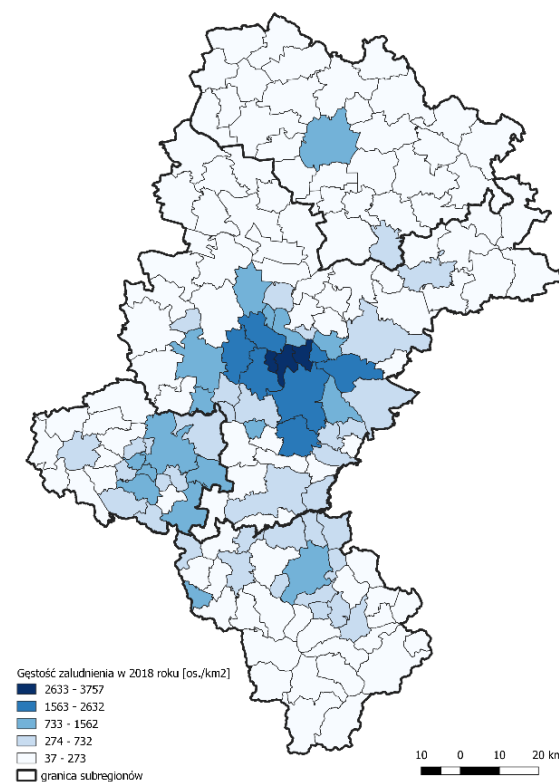 Gęstość zaludnienia w 2018 roku [os./km2]
2633 - 3757
1563 - 2632
733 - 1562
274 - 732
37 - 273
granica subregionów
10 0 10 20 km